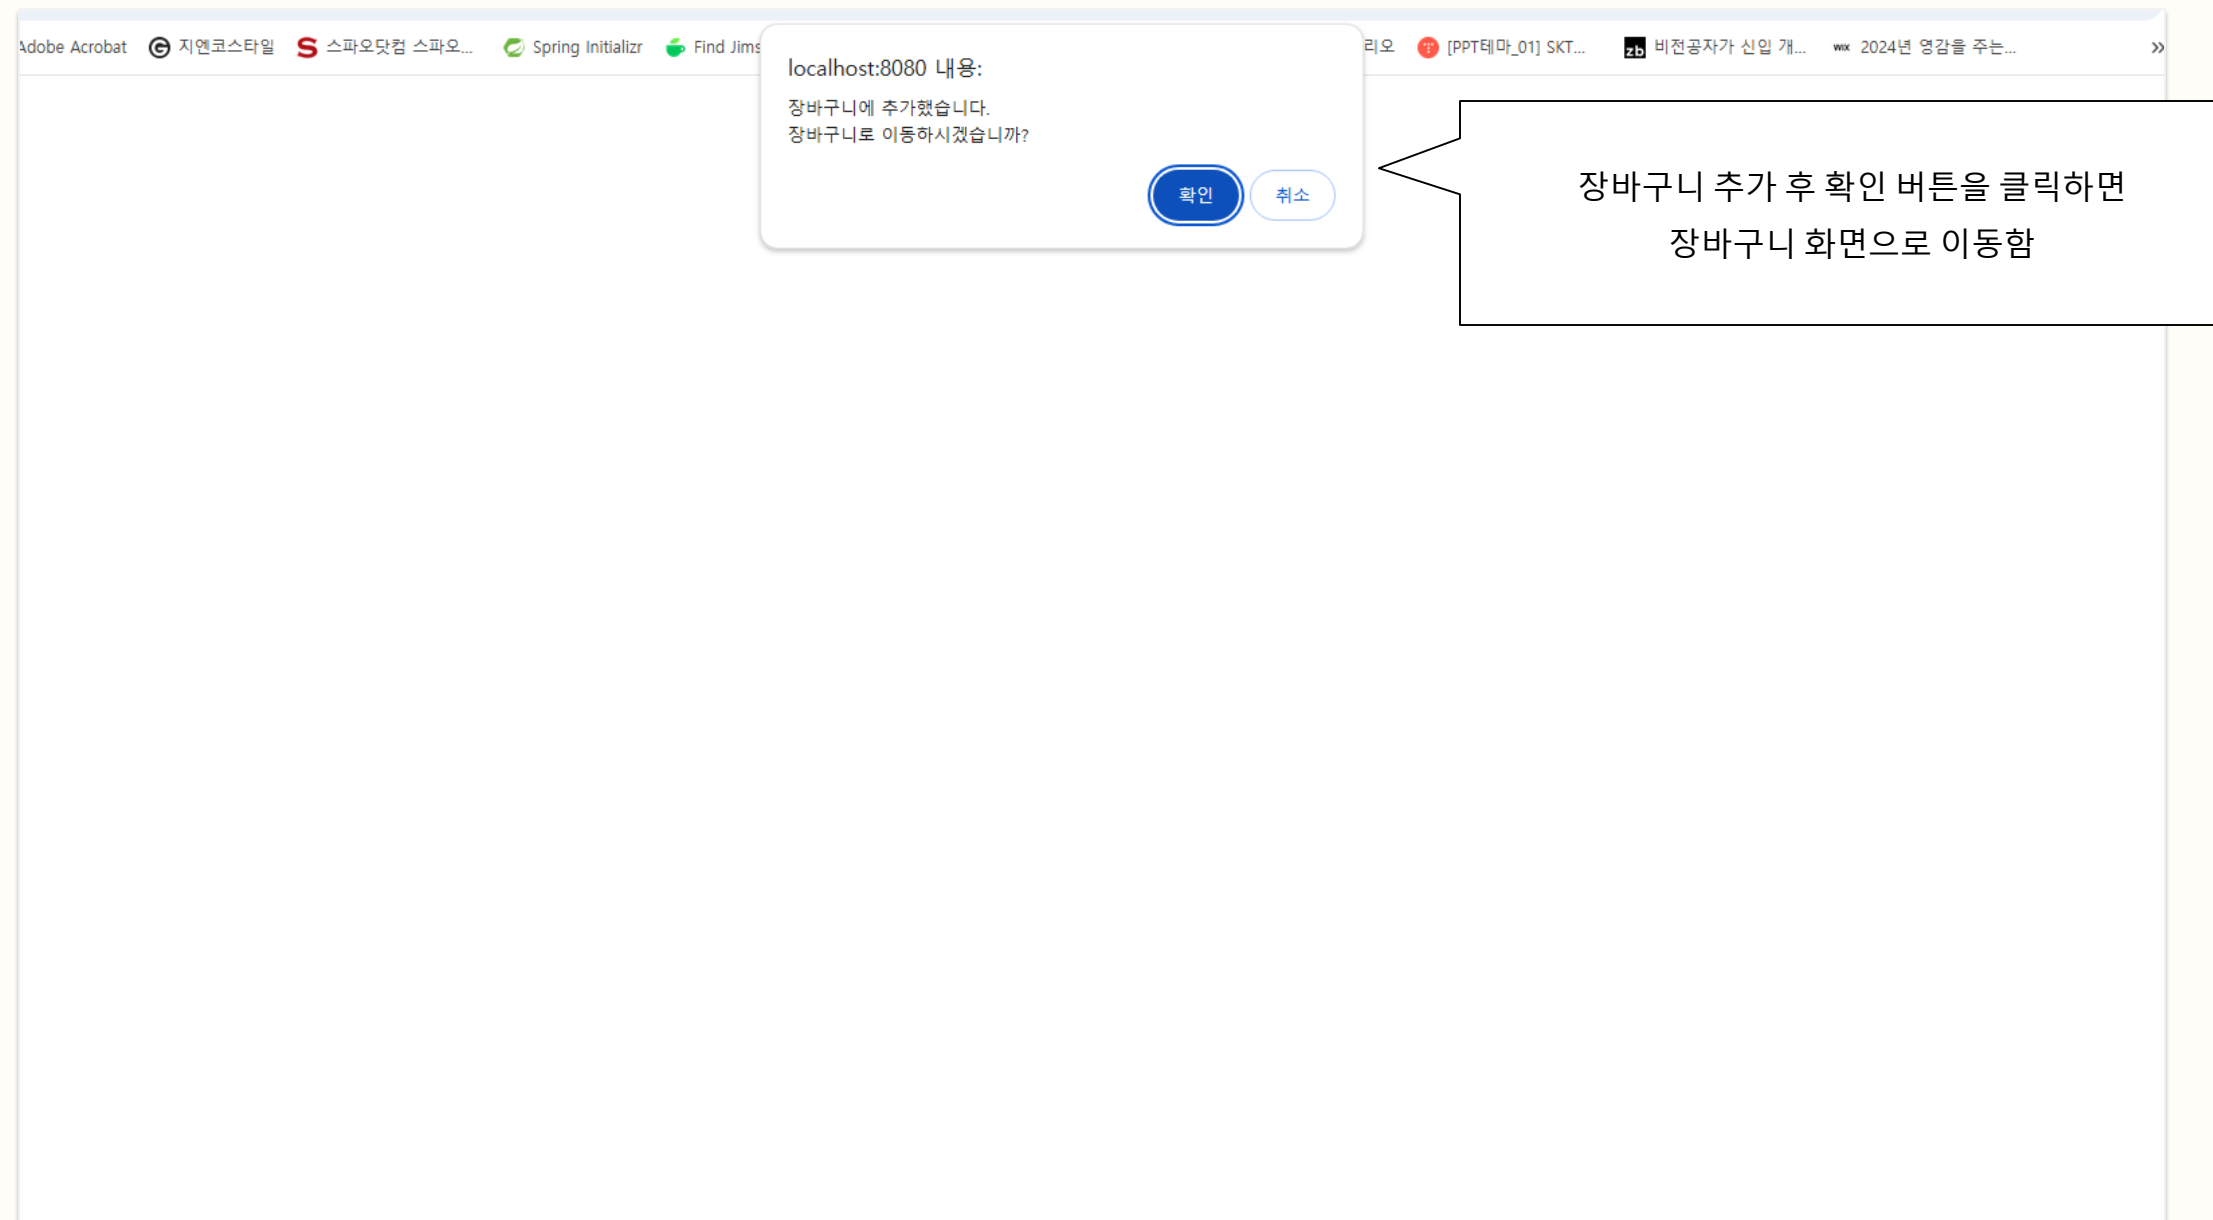 Adobe Acrobat 지엔코스타일 S 스파오닷컴 스파오... Spring Initializr Find Jims 리오 [PPT테마_01] SKT... zb 비전공자가 신입 개... WIX 2024년 영감을 주는... »
localhost:8080 내용:
장바구니에 추가했습니다.
장바구니로 이동하시겠습니까?
확인 취소
장바구니 추가 후 확인 버튼을 클릭하면
장바구니 화면으로 이동함